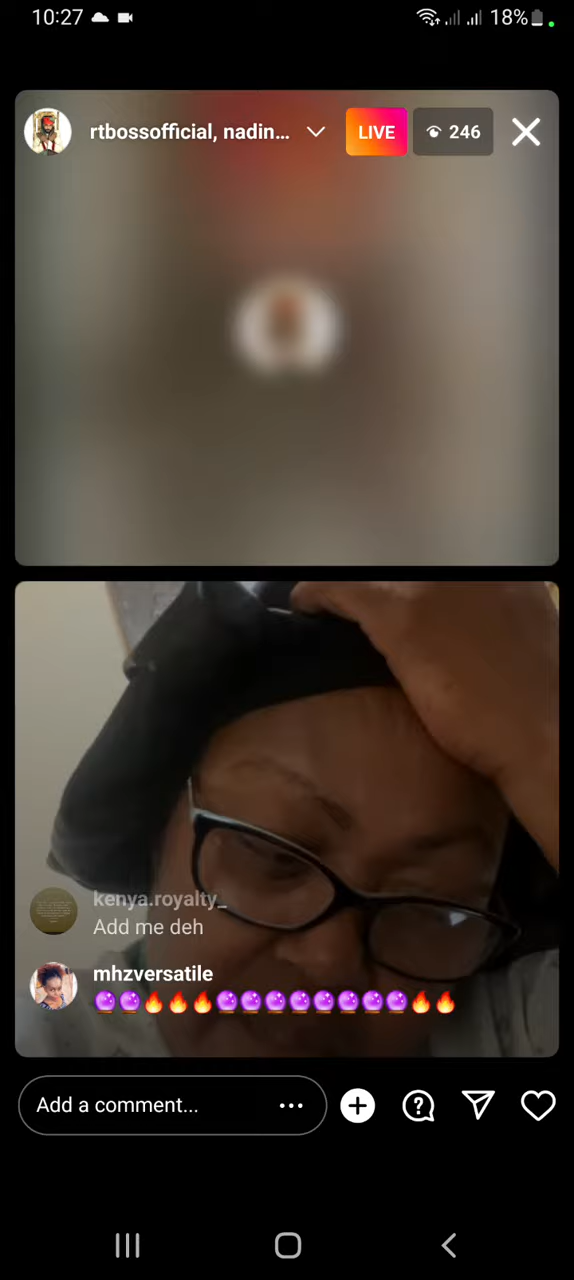 10:27
18%
rtbossofficial, nadin...
LIVE
246
kenya.royalty_
Add me deh
mhzversatile
🔮🔮🔥🔥🔥🔮🔮🔮🔮🔮🔮🔮🔮🔥🔥
Add a comment...